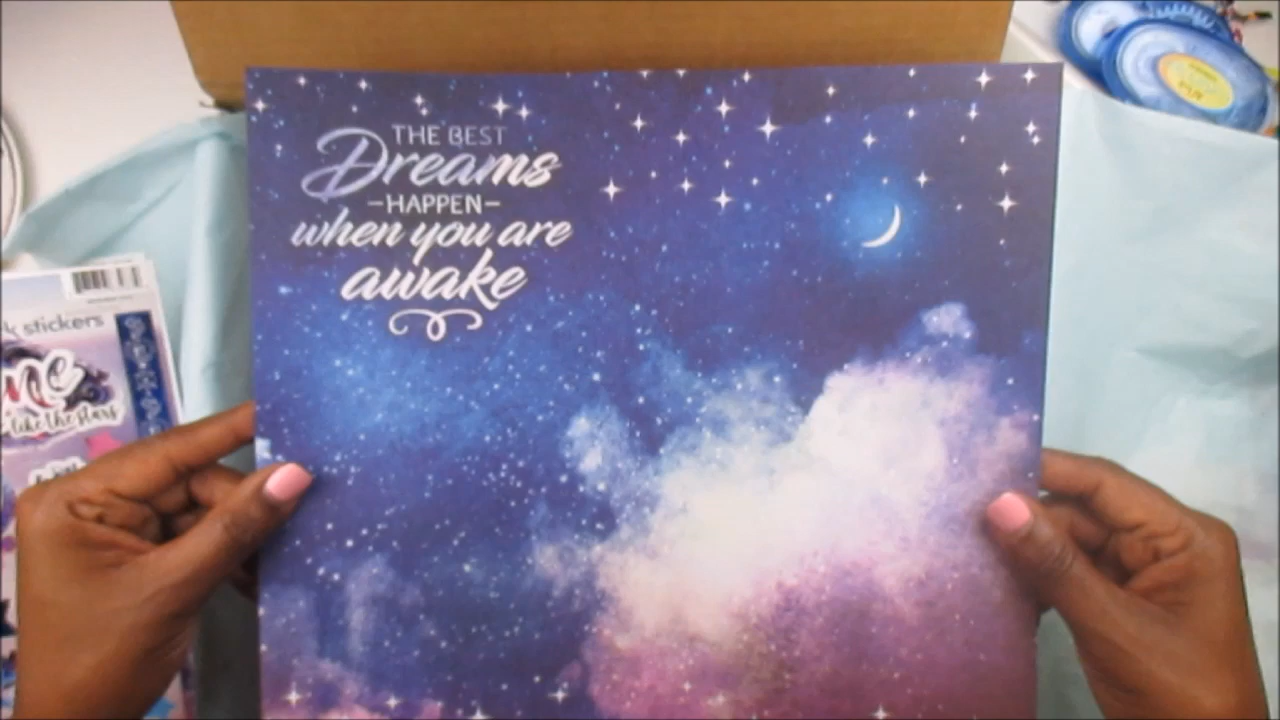 THE BEST
Dreams
-HAPPEN-
when you are
awake
k stickers
like the stars